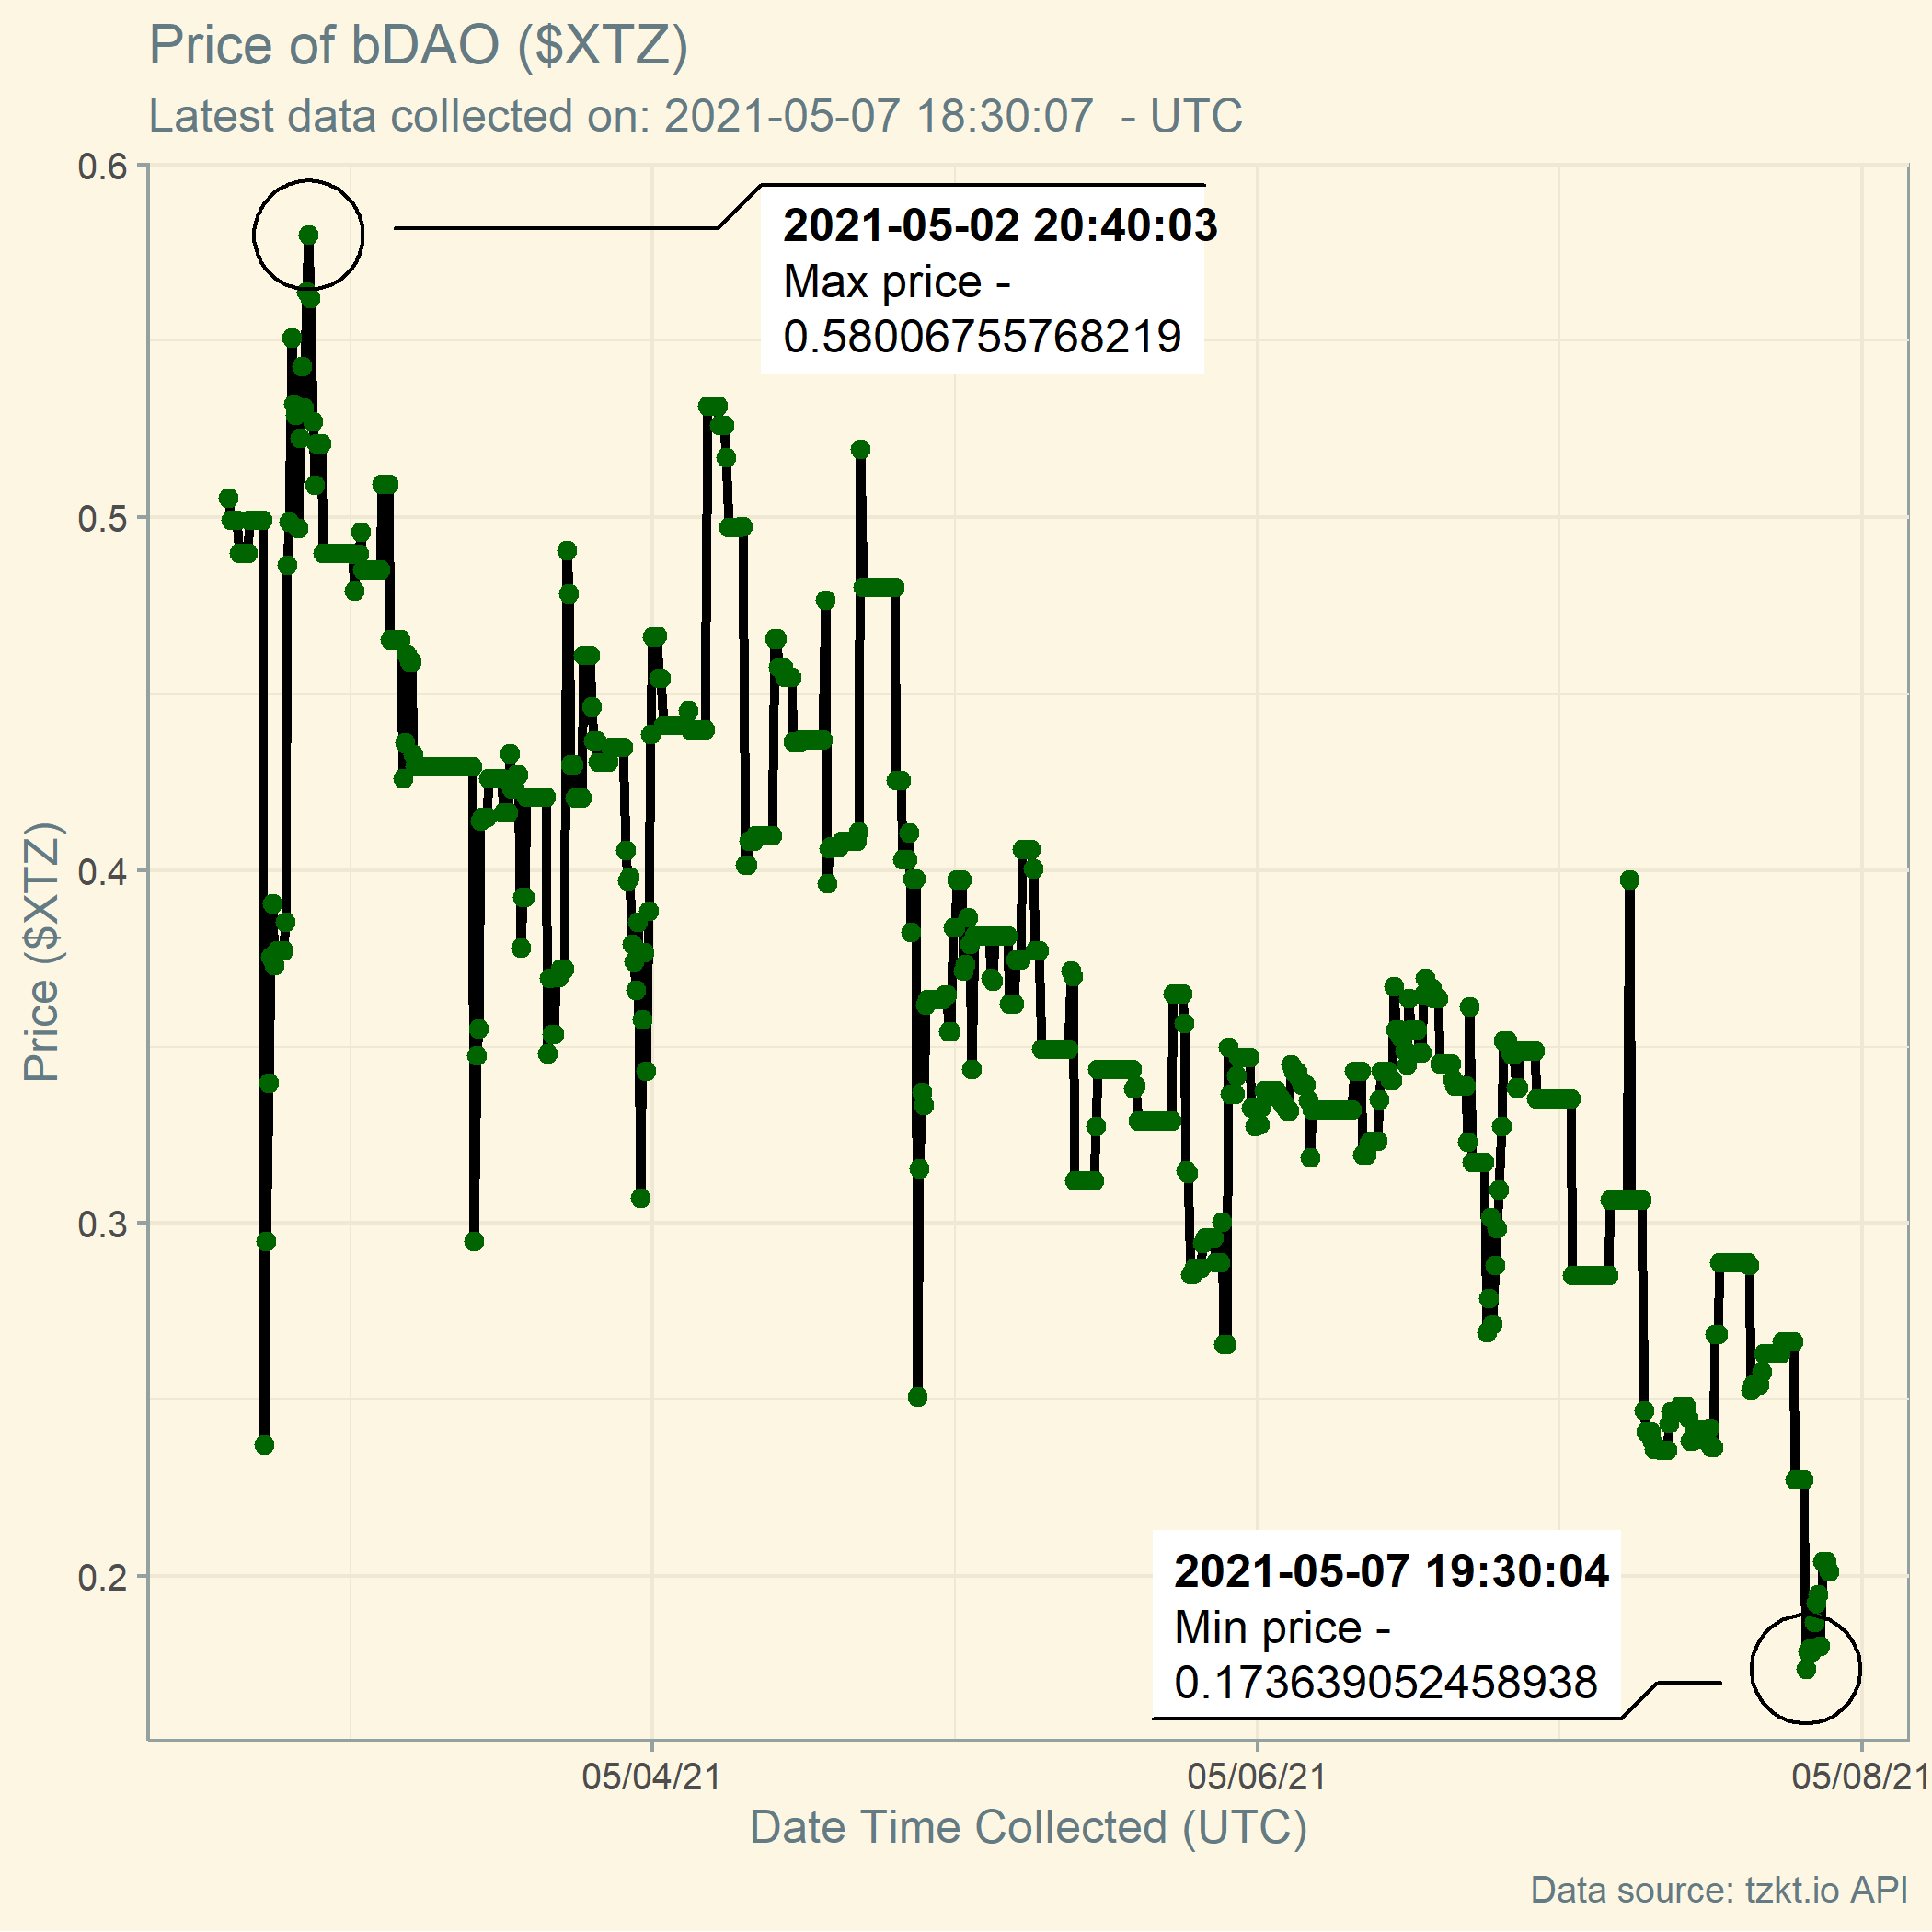 Price of bDAO ($XTZ)
Latest data collected on: 2021-05-07 18:30:07  - UTC
0.6
2021-05-02 20:40:03
Max price -
0.58006755768219
0.5
0.4
Price ($XTZ)
0.3
0.2
2021-05-07 19:30:04
Min price -
0.173639052458938
05/04/21
05/06/21
05/08/21
Date Time Collected (UTC)
Data source: tzkt.io API